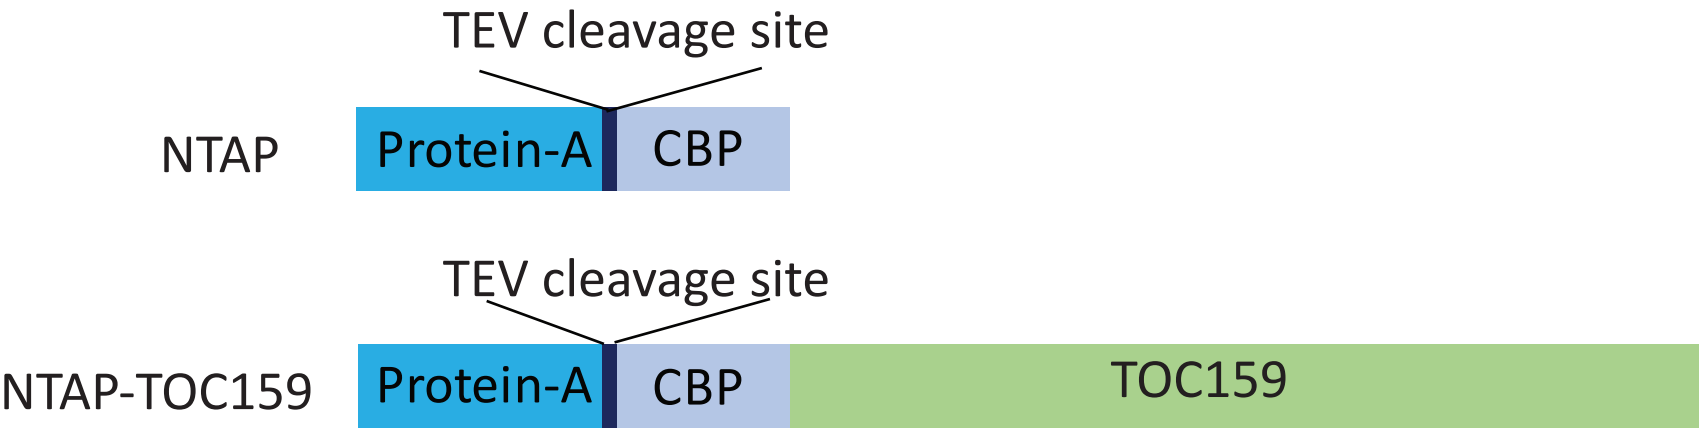 TEV cleavage site
NTAP
Protein-A
CBP
TEV cleavage site
NTAP-TOC159
Protein-A
CBP
TOC159